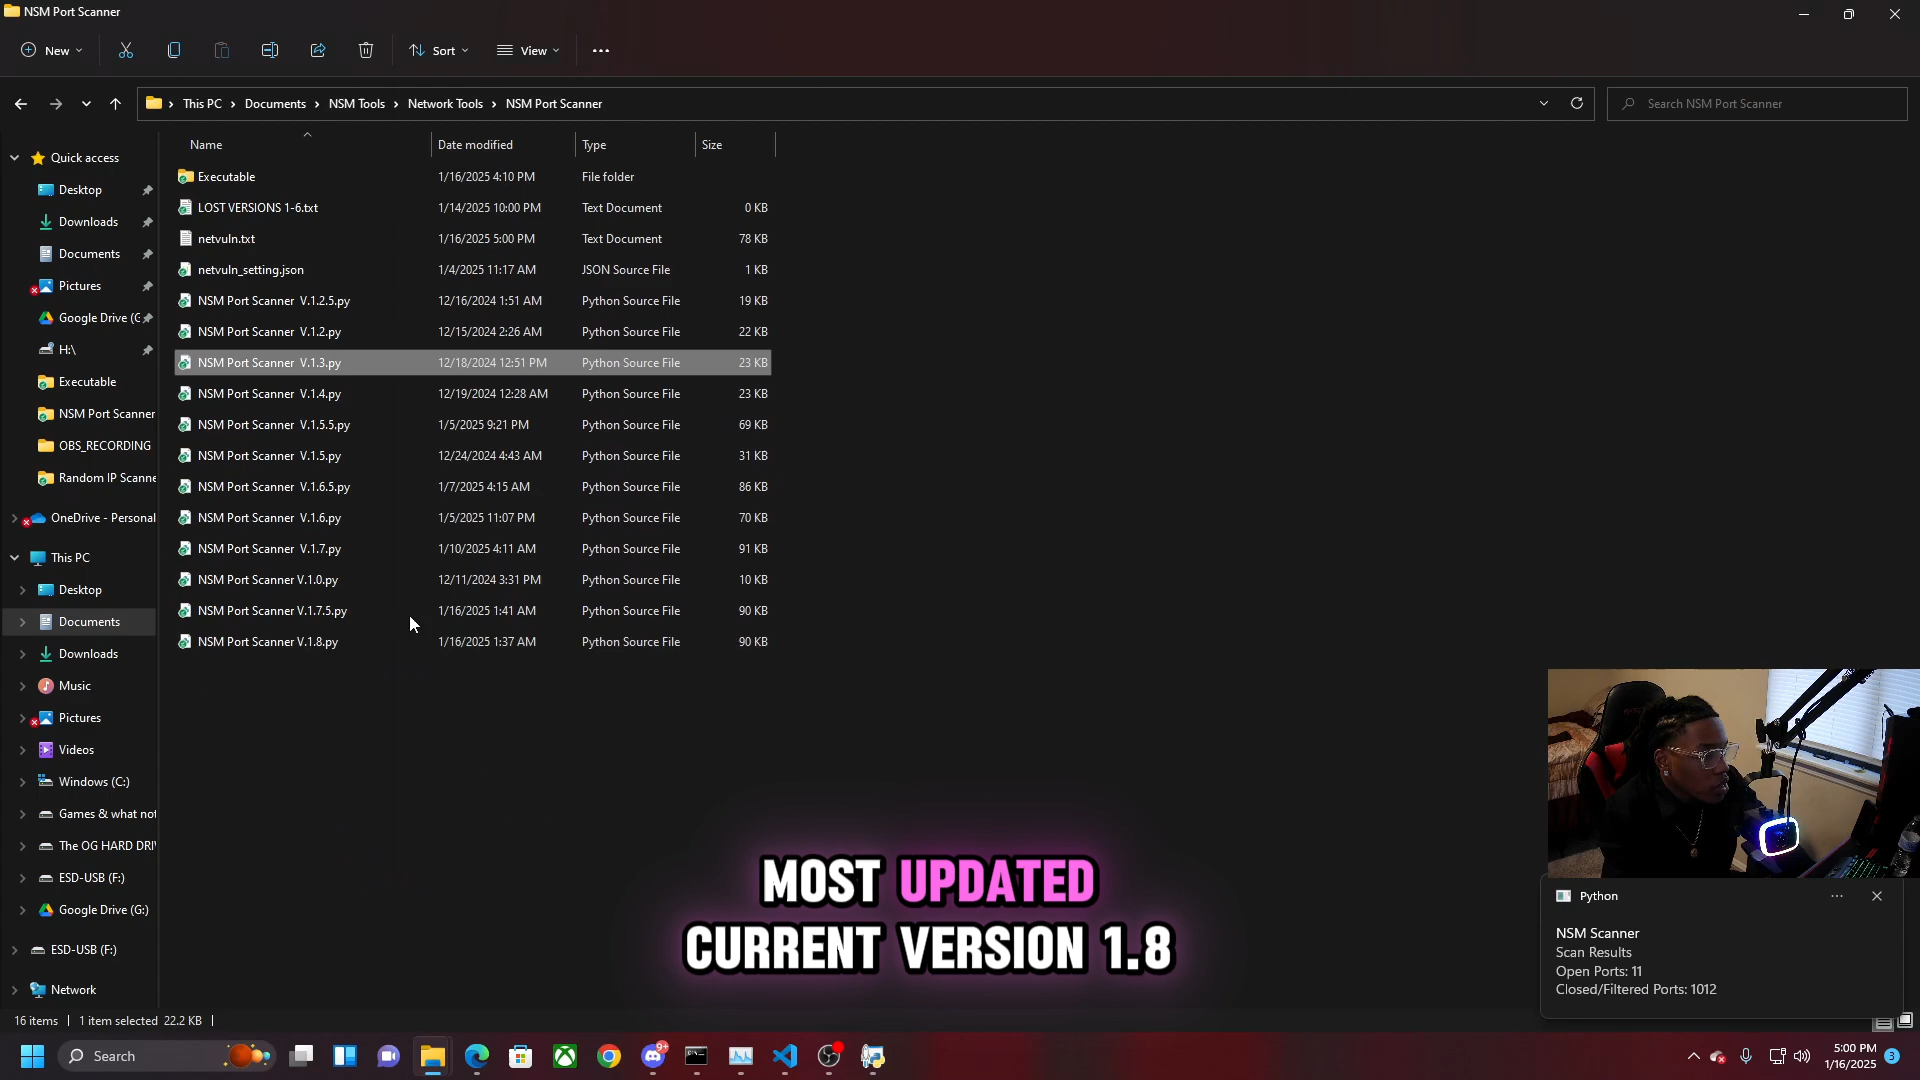 NSM Port Scanner
New
Sort
View
This PC > Documents > NSM Tools > Network Tools > NSM Port Scanner
Search NSM Port Scanner
Name Date modified Type Size
Executable 1/16/2025 4:10 PM File folder
LOST VERSIONS 1-6.txt 1/14/2025 10:00 PM Text Document 0 KB
netvuln.txt 1/16/2025 5:00 PM Text Document 78 KB
netvuln_setting.json 1/4/2025 11:17 AM JSON Source File 1 KB
NSM Port Scanner V.1.2.5.py 12/16/2024 1:51 AM Python Source File 19 KB
NSM Port Scanner V.1.2.py 12/15/2024 2:26 AM Python Source File 22 KB
NSM Port Scanner V.1.3.py 12/18/2024 12:51 PM Python Source File 23 KB
NSM Port Scanner V.1.4.py 12/19/2024 12:28 AM Python Source File 23 KB
NSM Port Scanner V.1.5.5.py 1/5/2025 9:21 PM Python Source File 69 KB
NSM Port Scanner V.1.5.py 12/24/2024 4:43 AM Python Source File 31 KB
NSM Port Scanner V.1.6.5.py 1/7/2025 4:15 AM Python Source File 86 KB
NSM Port Scanner V.1.6.py 1/5/2025 11:07 PM Python Source File 70 KB
NSM Port Scanner V.1.7.py 1/10/2025 4:11 AM Python Source File 91 KB
NSM Port Scanner V.1.0.py 12/11/2024 3:31 PM Python Source File 10 KB
NSM Port Scanner V.1.7.5.py 1/16/2025 1:41 AM Python Source File 90 KB
NSM Port Scanner V.1.8.py 1/16/2025 1:37 AM Python Source File 90 KB
Quick access
Desktop
Downloads
Documents
Pictures
Google Drive (G
H:\
Executable
NSM Port Scanner
OBS_RECORDING
Random IP Scanne
OneDrive - Personal
This PC
Desktop
Documents
Downloads
Music
Pictures
Videos
Windows (C:)
Games & what not
The OG HARD DRI
ESD-USB (F:)
Google Drive (G:)
ESD-USB (F:)
Network
MOST UPDATED
CURRENT VERSION 1.8
Python
NSM Scanner
Scan Results
Open Ports: 11
Closed/Filtered Ports: 1012
16 items 1 item selected 22.2 KB
Search
9+
5:00 PM
1/16/2025
3